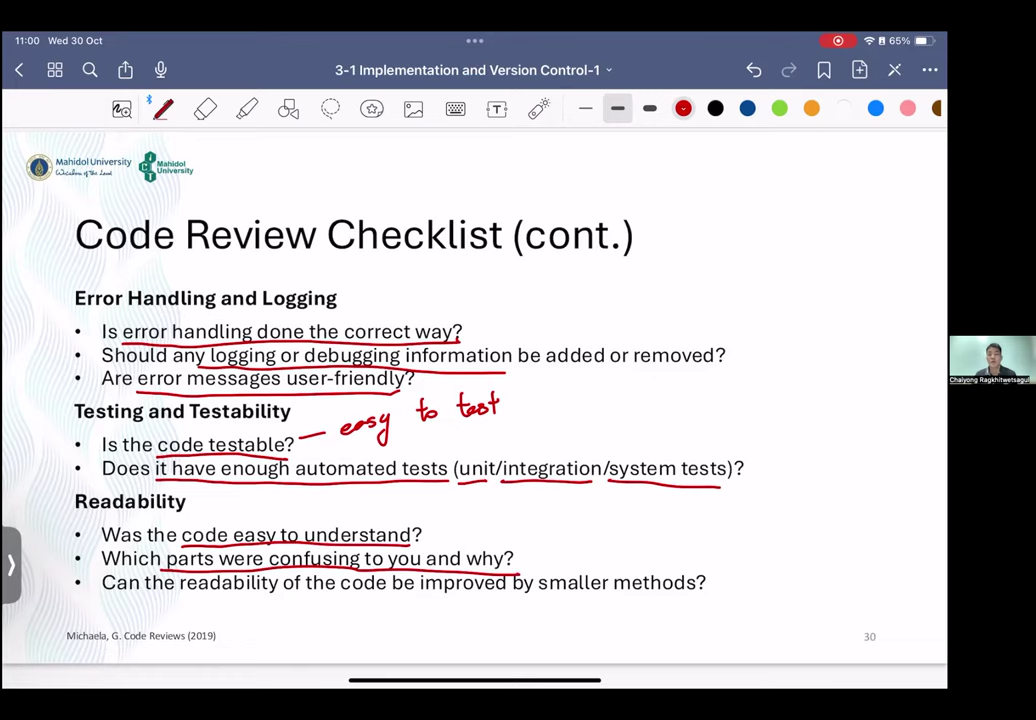 11:00 Wed 30 Oct
65%
3-1 Implementation and Version Control-1
T
Mahidol University
Wisdom of the Land
ICT
Mahidol
University
Code Review Checklist (cont.)
Error Handling and Logging
• Is error handling done the correct way?
• Should any logging or debugging information be added or removed?
• Are error messages user-friendly?
easy to test
Testing and Testability
• Is the code testable?
• Does it have enough automated tests (unit/integration/system tests)?
Readability
• Was the code easy to understand?
• Which parts were confusing to you and why?
• Can the readability of the code be improved by smaller methods?
Michaela, G. Code Reviews (2019)
30
Chaiyong Ragkhitwetsagul